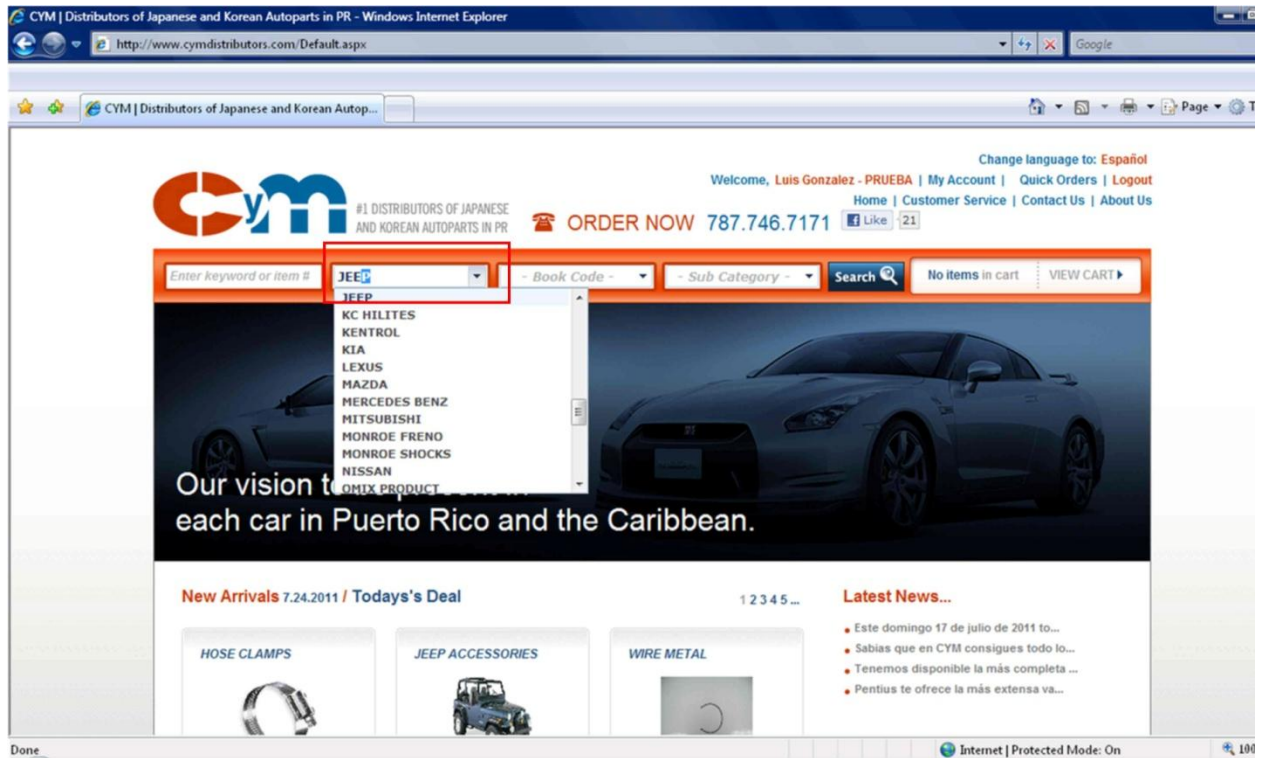 CYM | Distributors of Japanese and Korean Autoparts in PR - Windows Internet Explorer
http://www.cymdistributors.com/Default.aspx
Google
CYM | Distributors of Japanese and Korean Autop...
Page
Change language to: Español
Welcome, Luis Gonzalez - PRUEBA | My Account | Quick Orders | Logout
Home | Customer Service | Contact Us | About Us
Cym
#1 DISTRIBUTORS OF JAPANESE
AND KOREAN AUTOPARTS IN PR
ORDER NOW 787.746.7171
Like 21
Enter keyword or item #
JEEP
- Book Code -
- Sub Category -
Search
No items in cart
VIEW CART
JEEP
KC HILITES
KENTROL
KIA
LEXUS
MAZDA
MERCEDES BENZ
MITSUBISHI
MONROE FRENO
MONROE SHOCKS
NISSAN
OMIX PRODUCT
Our vision
each car in Puerto Rico and the Caribbean.
New Arrivals 7.24.2011 / Todays's Deal
1 2 3 4 5 ...
Latest News...
Este domingo 17 de julio de 2011 to...
Sabias que en CYM consigues todo lo...
Tenemos disponible la más completa ...
Pentius te ofrece la más extensa va...
HOSE CLAMPS
JEEP ACCESSORIES
WIRE METAL
Done
Internet | Protected Mode: On